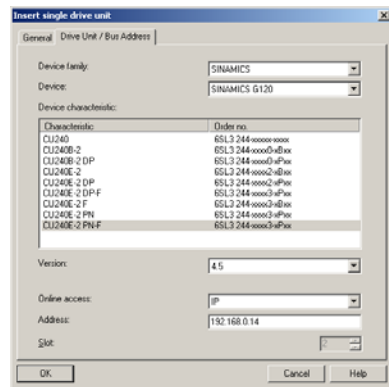 Insert single drive unit
General Drive Unit / Bus Address
Device family: SINAMICS
Device: SINAMICS G120
Device characteristic:
Characteristic Order no.
CU240 6SL3 244-xxxxx-xxxx
CU240B-2 6SL3 244-xxxx0-xBxx
CU240B-2 DP 6SL3 244-xxxx0-xPxx
CU240E-2 6SL3 244-xxxx2-xBxx
CU240E-2 DP 6SL3 244-xxxx2-xPxx
CU240E-2 DP-F 6SL3 244-xxxx3-xPxx
CU240E-2 F 6SL3 244-xxxx3-xBxx
CU240E-2 PN 6SL3 244-xxxx2-xPxx
CU240E-2 PN-F 6SL3 244-xxxx3-xPxx
Version: 4.5
Online access: IP
Address: 192.168.0.14
Slot: 2
OK Cancel Help